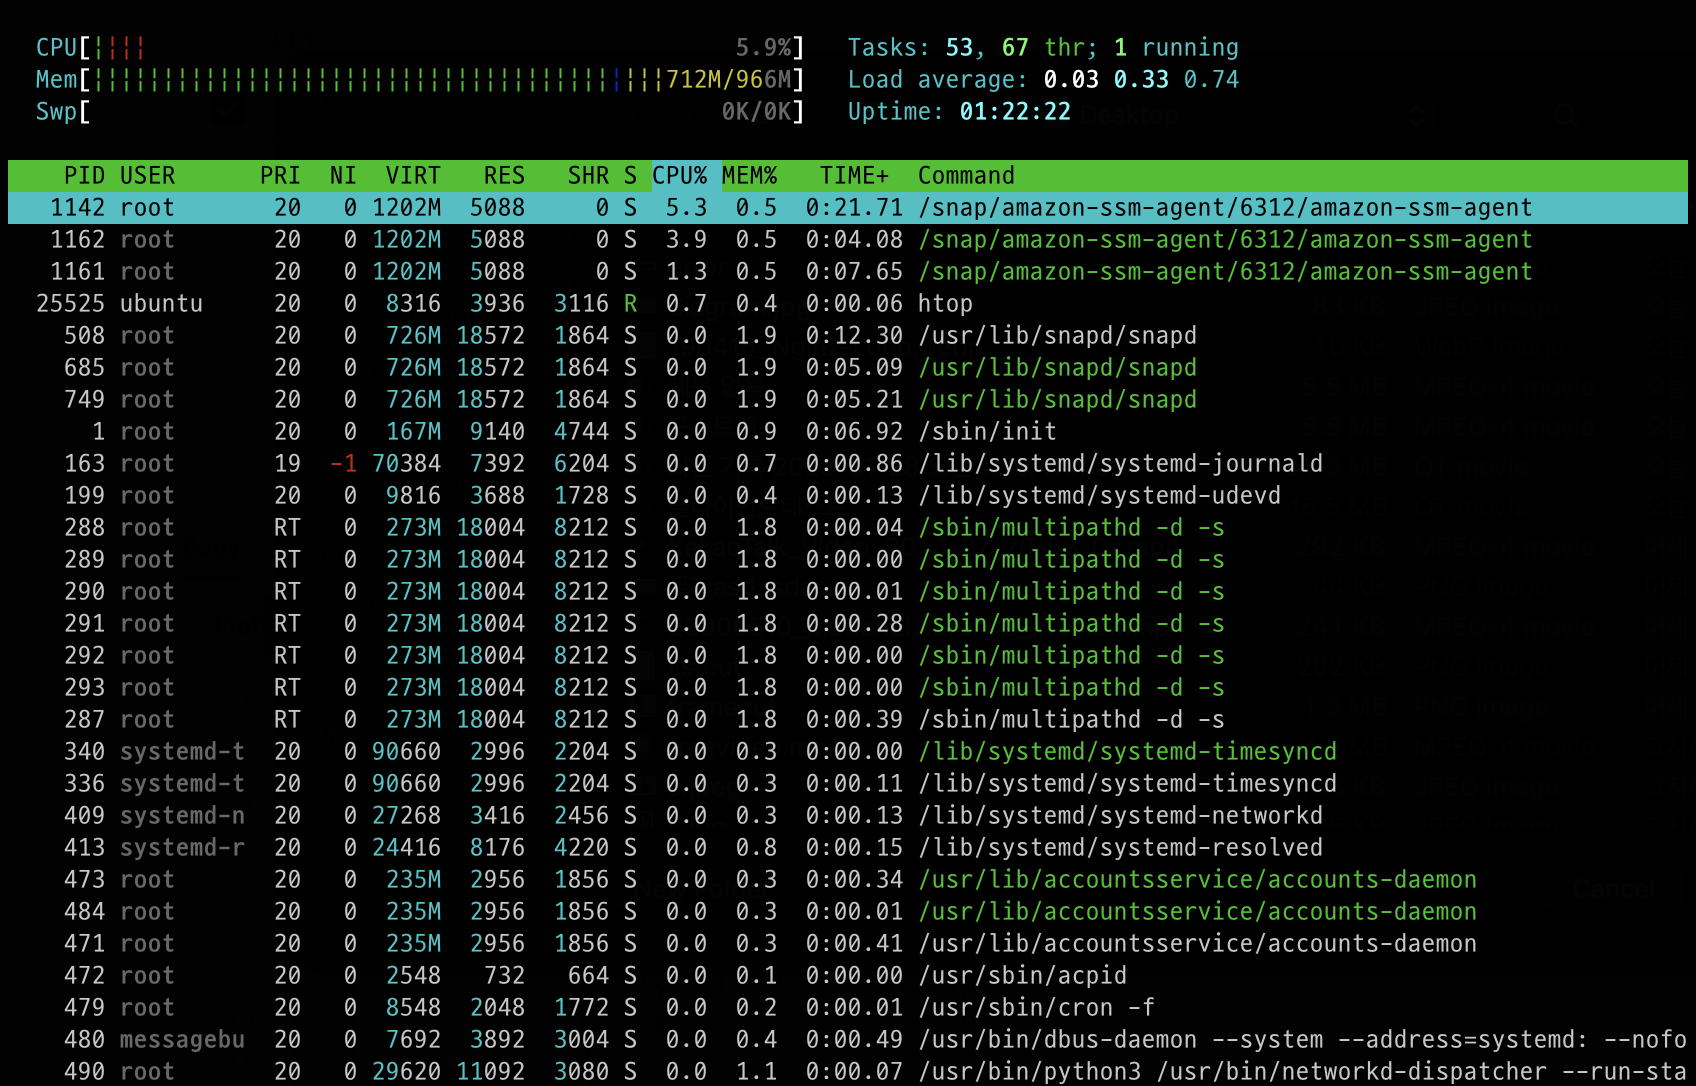 CPU[|||| 5.9%] Tasks: 53, 67 thr; 1 running
Mem[|||||||||||||||||||||||||||||||||||||||||712M/966M] Load average: 0.03 0.33 0.74
Swp[ 0K/0K] Uptime: 01:22:22
PID USER PRI NI VIRT RES SHR S CPU% MEM% TIME+ Command
1142 root 20 0 1202M 5088 0 S 5.3 0.5 0:21.71 /snap/amazon-ssm-agent/6312/amazon-ssm-agent
1162 root 20 0 1202M 5088 0 S 3.9 0.5 0:04.08 /snap/amazon-ssm-agent/6312/amazon-ssm-agent
1161 root 20 0 1202M 5088 0 S 1.3 0.5 0:07.65 /snap/amazon-ssm-agent/6312/amazon-ssm-agent
25525 ubuntu 20 0 8316 3936 3116 R 0.7 0.4 0:00.06 htop
508 root 20 0 726M 18572 1864 S 0.0 1.9 0:12.30 /usr/lib/snapd/snapd
685 root 20 0 726M 18572 1864 S 0.0 1.9 0:05.09 /usr/lib/snapd/snapd
749 root 20 0 726M 18572 1864 S 0.0 1.9 0:05.21 /usr/lib/snapd/snapd
1 root 20 0 167M 9140 4744 S 0.0 0.9 0:06.92 /sbin/init
163 root 19 -1 70384 7392 6204 S 0.0 0.7 0:00.86 /lib/systemd/systemd-journald
199 root 20 0 9816 3688 1728 S 0.0 0.4 0:00.13 /lib/systemd/systemd-udevd
288 root RT 0 273M 18004 8212 S 0.0 1.8 0:00.04 /sbin/multipathd -d -s
289 root RT 0 273M 18004 8212 S 0.0 1.8 0:00.00 /sbin/multipathd -d -s
290 root RT 0 273M 18004 8212 S 0.0 1.8 0:00.01 /sbin/multipathd -d -s
291 root RT 0 273M 18004 8212 S 0.0 1.8 0:00.28 /sbin/multipathd -d -s
292 root RT 0 273M 18004 8212 S 0.0 1.8 0:00.00 /sbin/multipathd -d -s
293 root RT 0 273M 18004 8212 S 0.0 1.8 0:00.00 /sbin/multipathd -d -s
287 root RT 0 273M 18004 8212 S 0.0 1.8 0:00.39 /sbin/multipathd -d -s
340 systemd-t 20 0 90660 2996 2204 S 0.0 0.3 0:00.00 /lib/systemd/systemd-timesyncd
336 systemd-t 20 0 90660 2996 2204 S 0.0 0.3 0:00.11 /lib/systemd/systemd-timesyncd
409 systemd-n 20 0 27268 3416 2456 S 0.0 0.3 0:00.13 /lib/systemd/systemd-networkd
413 systemd-r 20 0 24416 8176 4220 S 0.0 0.8 0:00.15 /lib/systemd/systemd-resolved
473 root 20 0 235M 2956 1856 S 0.0 0.3 0:00.34 /usr/lib/accountsservice/accounts-daemon
484 root 20 0 235M 2956 1856 S 0.0 0.3 0:00.01 /usr/lib/accountsservice/accounts-daemon
471 root 20 0 235M 2956 1856 S 0.0 0.3 0:00.41 /usr/lib/accountsservice/accounts-daemon
472 root 20 0 2548 732 664 S 0.0 0.1 0:00.00 /usr/sbin/acpid
479 root 20 0 8548 2048 1772 S 0.0 0.2 0:00.01 /usr/sbin/cron -f
480 messagebu 20 0 7692 3892 3004 S 0.0 0.4 0:00.49 /usr/bin/dbus-daemon --system --address=systemd: --nofo
490 root 20 0 29620 11092 3080 S 0.0 1.1 0:00.07 /usr/bin/python3 /usr/bin/networkd-dispatcher --run-sta